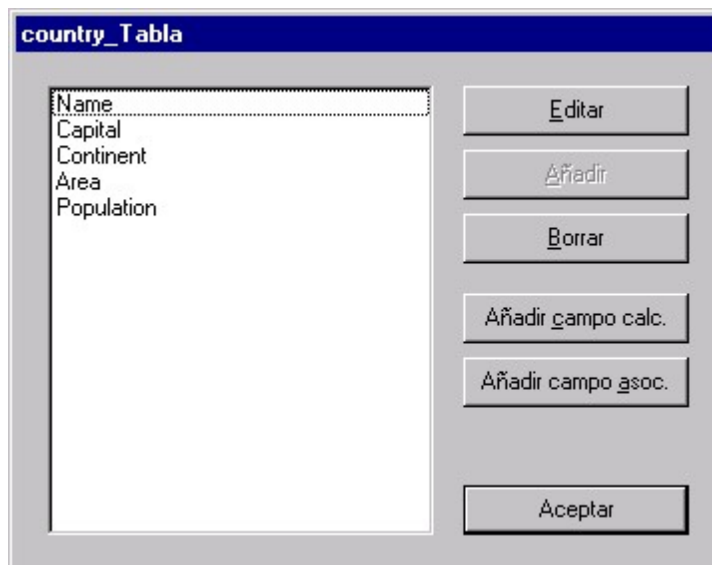 country_Tabla
Name
Capital
Continent
Area
Population
Editar
Añadir
Borrar
Añadir campo calc.
Añadir campo asoc.
Aceptar